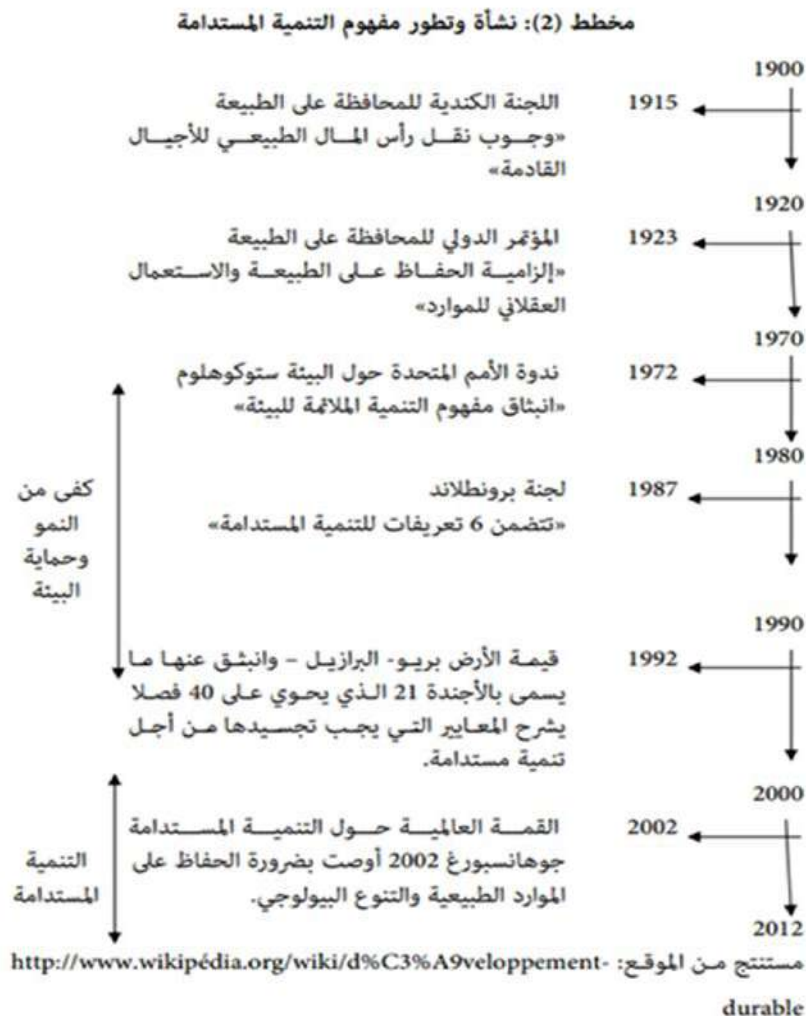 مخطط (2): نشأة وتطور مفهوم التنمية المستدامة
1900
1915
اللجنة الكندية للمحافظة على الطبيعة
«وجوب نقل رأس المال الطبيعي للأجيال
القادمة»
1920
1923
المؤتمر الدولي للمحافظة على الطبيعة
«إلزامية الحفاظ على الطبيعة والاستعمال
العقلاني للموارد»
1970
1972
ندوة الأمم المتحدة حول البيئة ستوكوهلوم
«انبثاق مفهوم التنمية الملائمة للبيئة»
1980
1987
لجنة برونطلاند
«تتضمن 6 تعريفات للتنمية المستدامة»
كفى من
النمو
وحماية
البيئة
1990
1992
قيمة الأرض بريو- البرازيل – وانبثق عنها ما
يسمى بالأجندة 21 الذي يحوي على 40 فصلا
يشرح المعايير التي يجب تجسيدها من أجل
تنمية مستدامة.
2000
2002
القمة العالمية حول التنمية المستدامة
جوهانسبورغ 2002 أوصت بضرورة الحفاظ على
الموارد الطبيعية والتنوع البيولوجي.
التنمية
المستدامة
2012
مستنتج من الموقع: http://www.wikipédia.org/wiki/d%C3%A9veloppement-
durable